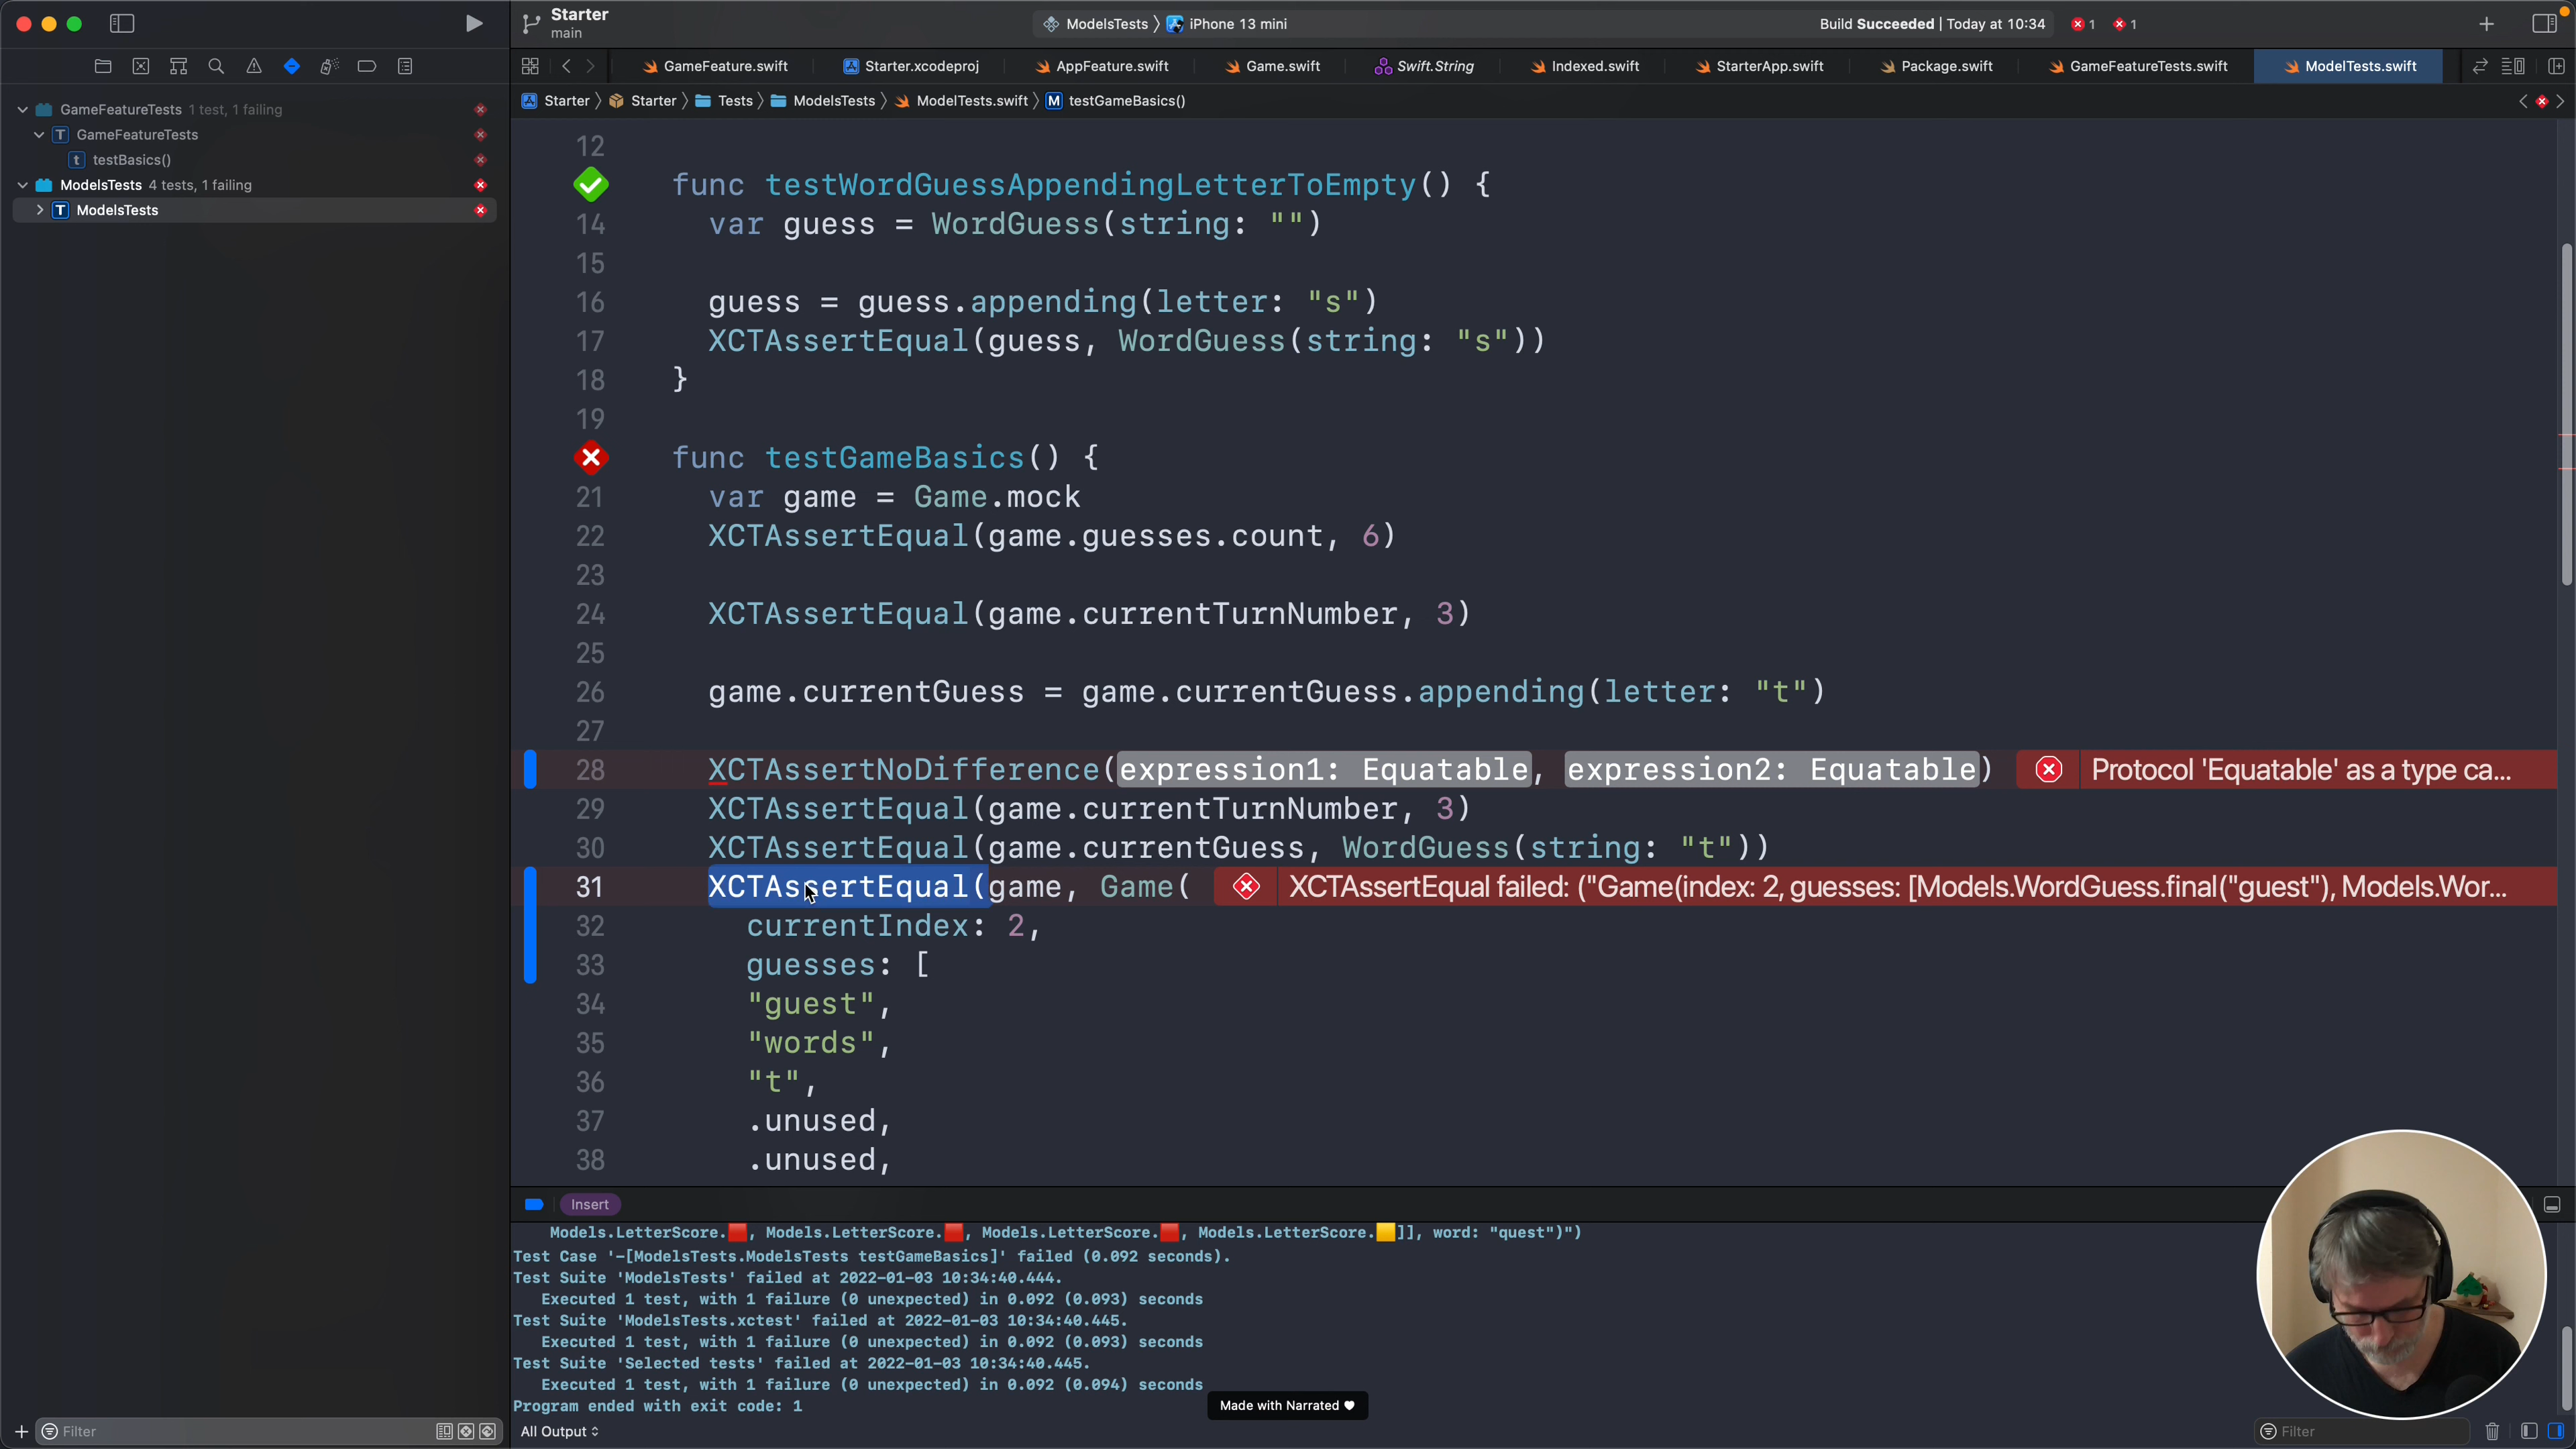 Starter
main
ModelsTests 〉 iPhone 13 mini
Build Succeeded | Today at 10:34
1
1
GameFeature.swift
Starter.xcodeproj
AppFeature.swift
Game.swift
Swift.String
Indexed.swift
StarterApp.swift
Package.swift
GameFeatureTests.swift
ModelTests.swift
Starter 〉 Starter 〉 Tests 〉 ModelsTests 〉 ModelTests.swift 〉 M testGameBasics()
GameFeatureTests 1 test, 1 failing
T GameFeatureTests
t testBasics()
ModelsTests 4 tests, 1 failing
T ModelsTests
12
func testWordGuessAppendingLetterToEmpty() {
14 var guess = WordGuess(string: "")
15
16 guess = guess.appending(letter: "s")
17 XCTAssertEqual(guess, WordGuess(string: "s"))
18 }
19
func testGameBasics() {
21 var game = Game.mock
22 XCTAssertEqual(game.guesses.count, 6)
23
24 XCTAssertEqual(game.currentTurnNumber, 3)
25
26 game.currentGuess = game.currentGuess.appending(letter: "t")
27
28 XCTAssertNoDifference(expression1: Equatable, expression2: Equatable) Protocol 'Equatable' as a type ca...
29 XCTAssertEqual(game.currentTurnNumber, 3)
30 XCTAssertEqual(game.currentGuess, WordGuess(string: "t"))
31 XCTAssertEqual(game, Game( XCTAssertEqual failed: ("Game(index: 2, guesses: [Models.WordGuess.final("guest"), Models.Wor...
32 currentIndex: 2,
33 guesses: [
34 "guest",
35 "words",
36 "t",
37 .unused,
38 .unused,
Insert
Models.LetterScore.🟥, Models.LetterScore.🟥, Models.LetterScore.🟥, Models.LetterScore.🟨]], word: "quest")")
Test Case '-[ModelsTests.ModelsTests testGameBasics]' failed (0.092 seconds).
Test Suite 'ModelsTests' failed at 2022-01-03 10:34:40.444.
Executed 1 test, with 1 failure (0 unexpected) in 0.092 (0.093) seconds
Test Suite 'ModelsTests.xctest' failed at 2022-01-03 10:34:40.445.
Executed 1 test, with 1 failure (0 unexpected) in 0.092 (0.093) seconds
Test Suite 'Selected tests' failed at 2022-01-03 10:34:40.445.
Executed 1 test, with 1 failure (0 unexpected) in 0.092 (0.094) seconds
Program ended with exit code: 1
Made with Narrated ♥
Filter
All Output
Filter